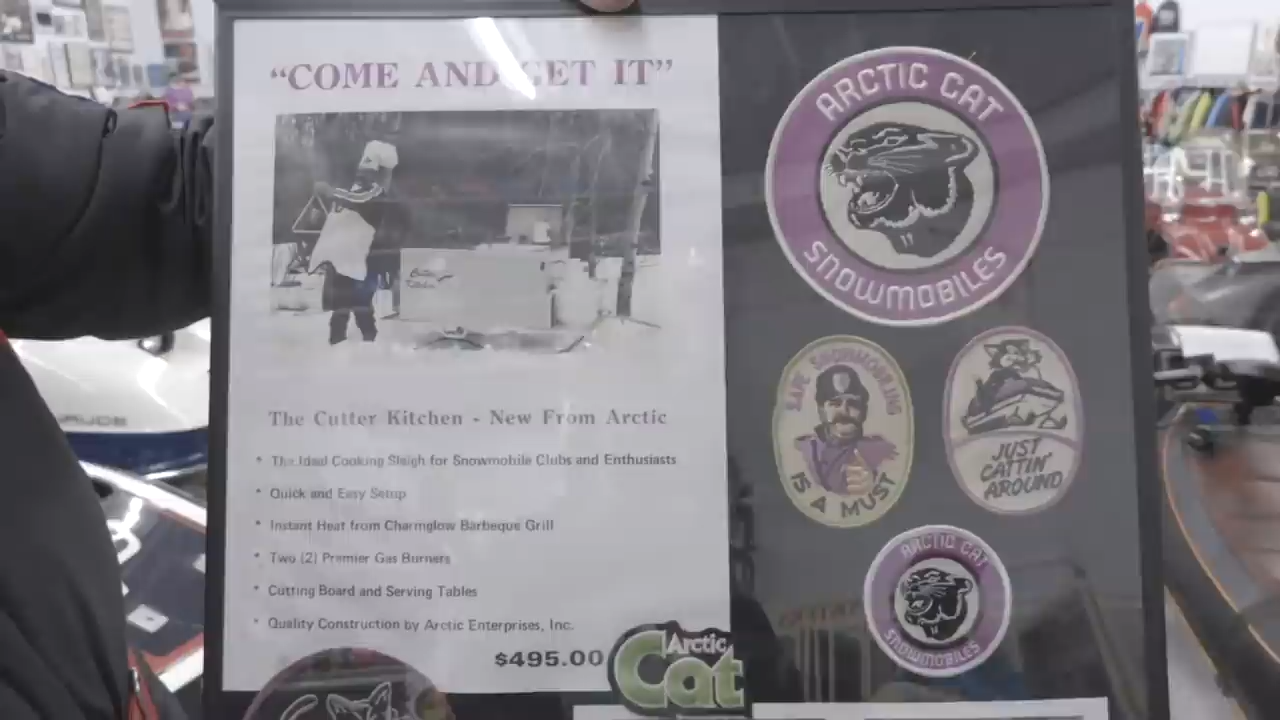 "COME AND GET IT"
The Cutter Kitchen - New From Arctic
* The Ideal Cooking Sleigh for Snowmobile Clubs and Enthusiasts
* Quick and Easy Setup
* Instant Heat from Charmglow Barbeque Grill
* Two (2) Premier Gas Burners
* Cutting Board and Serving Tables
* Quality Construction by Arctic Enterprises, Inc.
$495.00
Arctic
Cat
ARCTIC CAT
SNOWMOBILES
SAFE SNOWMOBILING
IS A MUST
JUST
CATTIN'
AROUND
ARCTIC CAT
SNOWMOBILES